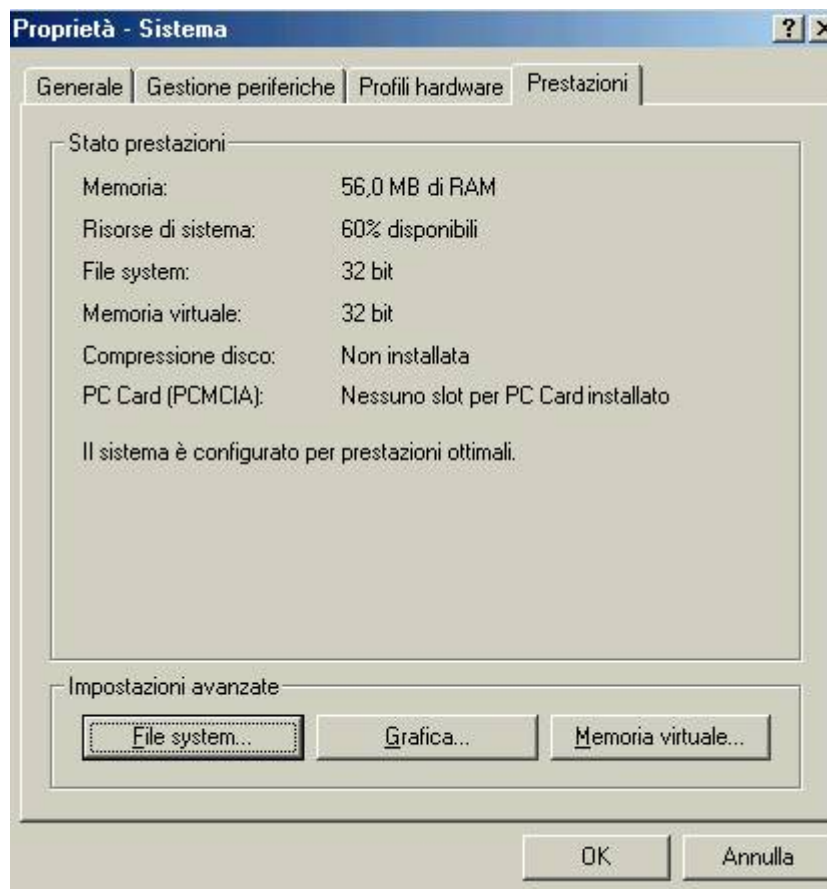 Proprietà - Sistema
Generale Gestione periferiche Profili hardware Prestazioni
Stato prestazioni
Memoria: 56,0 MB di RAM
Risorse di sistema: 60% disponibili
File system: 32 bit
Memoria virtuale: 32 bit
Compressione disco: Non installata
PC Card (PCMCIA): Nessuno slot per PC Card installato
Il sistema è configurato per prestazioni ottimali.
Impostazioni avanzate
File system... Grafica... Memoria virtuale...
OK Annulla